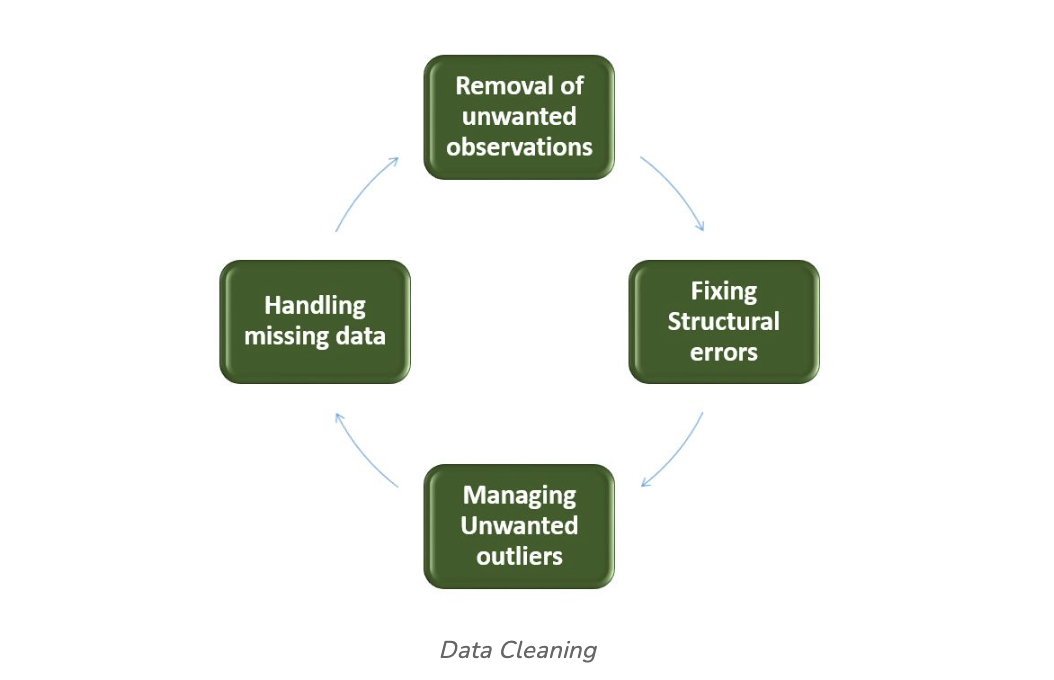 Removal of
unwanted
observations
Handling
missing data
Fixing
Structural
errors
Managing
Unwanted
outliers
Data Cleaning